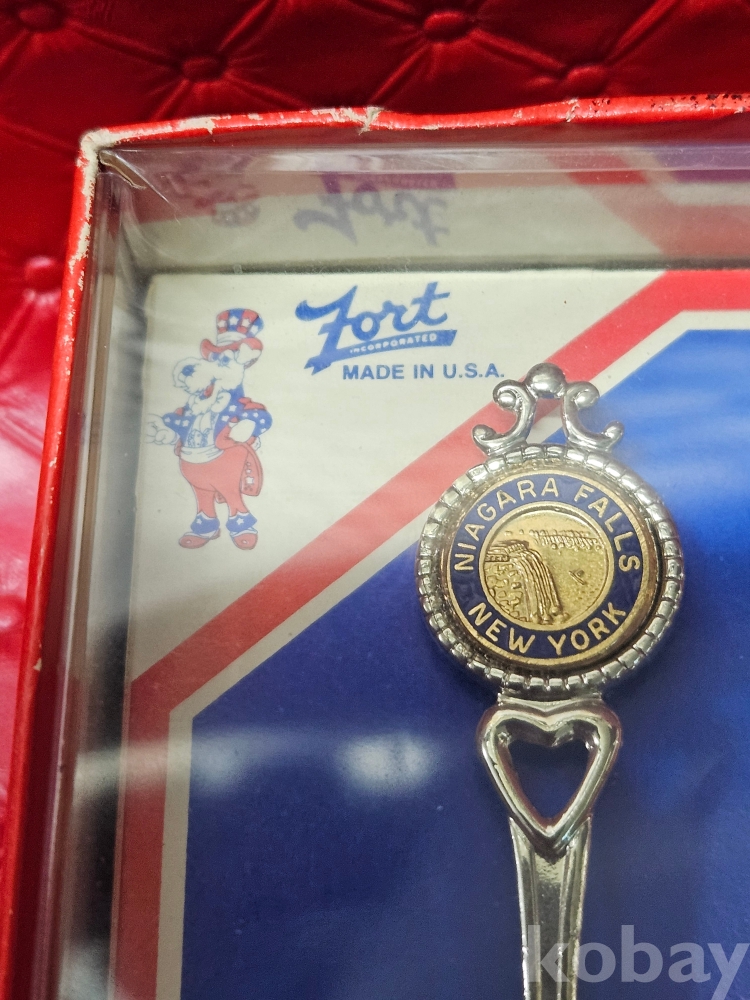 Fort
INCORPORATED
MADE IN U.S.A.
NIAGARA FALLS
NEW YORK
kobay